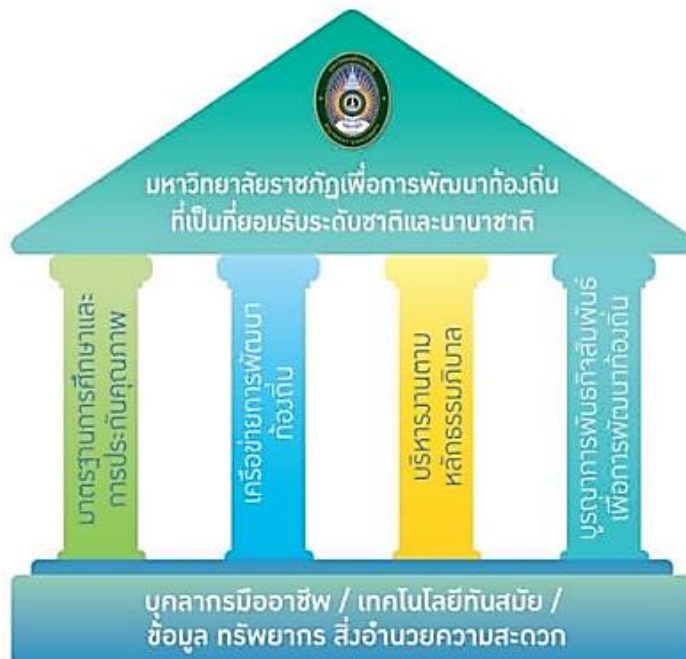 มหาวิทยาลัยราชภัฏเพื่อการพัฒนาท้องถิ่น
ที่เป็นที่ยอมรับระดับชาติและนานาชาติ
มาตรฐานการศึกษาและ
การประกันคุณภาพ
เครือข่ายการพัฒนา
ท้องถิ่น
บริหารงานตาม
หลักธรรมาภิบาล
บูรณาการพันธกิจสัมพันธ์
เพื่อการพัฒนาท้องถิ่น
บุคลากรมืออาชีพ / เทคโนโลยีทันสมัย /
ข้อมูล ทรัพยากร สิ่งอำนวยความสะดวก